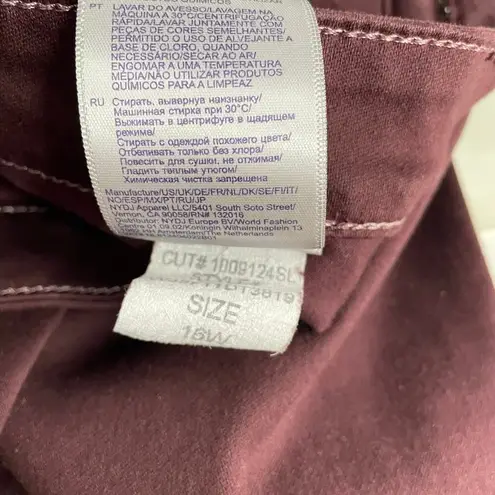 PT LAVAR DO AVESSO/LAVAGEM NA
MÁQUINA A 30°C/CENTRIFUGAÇÃO
RÁPIDA/LAVAR JUNTAMENTE COM
PEÇAS DE CORES SEMELHANTES/
PERMITIDO O USO DE ALVEJANTE A
BASE DE CLORO, QUANDO
NECESSÁRIO/SECAR AO AR/
ENGOMAR A UMA TEMPERATURA
MÉDIA/NÃO UTILIZAR PRODUTOS
QUÍMICOS PARA A LIMPEAZ
RU Стирать, вывернув наизнанку/
Машинная стирка при 30°C/
Выжимать в центрифуге в щадящем
режиме/
Стирать с одеждой похожего цвета/
Отбеливать только без хлора/
Повесить для сушки, не отжимая/
Гладить теплым утюгом/
Химическая чистка запрещена
Manufacture/US/UK/DE/FR/NL/DK/SE/FI/IT/
NO/ESP/MX/PT/RU/JP
NYDJ Apparel LLC/5401 South Soto Street/
Vernon, CA 90058/RN# 132016
Distributor: NYDJ Europe BV/World Fashion
Centre 01.09.02/Koningin Wilhelminaplein 13
Amsterdam/The Netherlands
CUT# 1009124SL
SIZE
16W